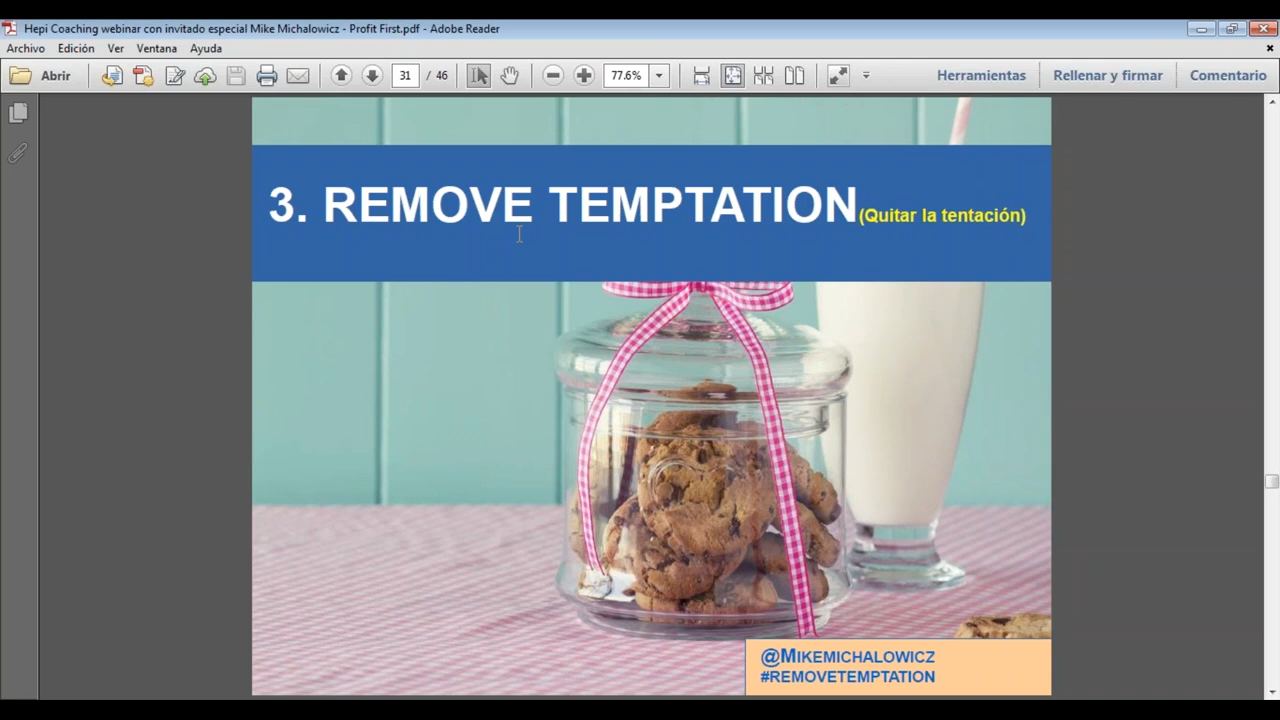 Hepi Coaching webinar con invitado especial Mike Michalowicz - Profit First.pdf - Adobe Reader
Archivo Edición Ver Ventana Ayuda
Abrir 31 / 46 77.6% Herramientas Rellenar y firmar Comentario
3. REMOVE TEMPTATION(Quitar la tentación)
@MIKEMICHALOWICZ
#REMOVETEMPTATION